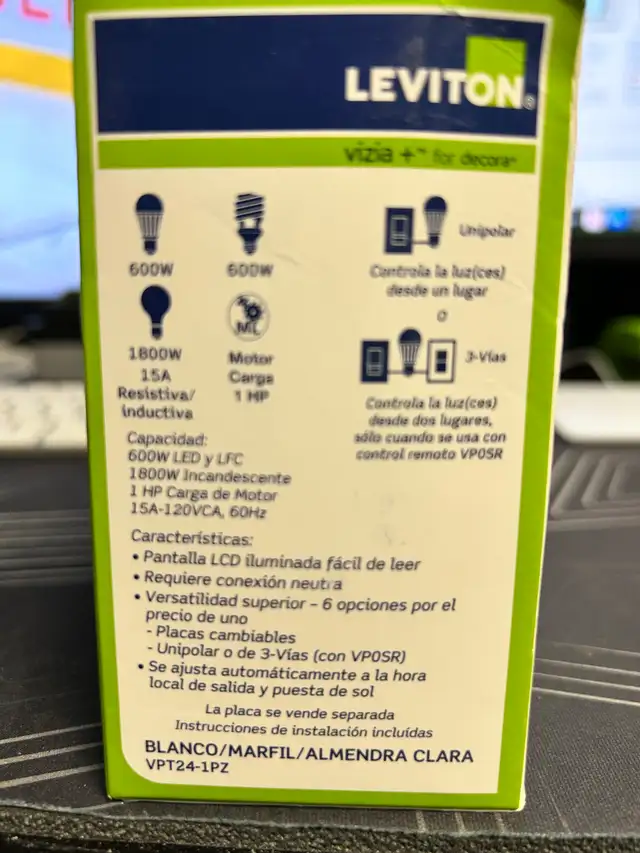 LEVITON®
vizia +™ for decora®
600W
600W
Unipolar
Controla la luz(ces)
desde un lugar
o
1800W
15A
Resistiva/
inductiva
ML
Motor
Carga
1 HP
3-Vías
Controla la luz(ces)
desde dos lugares,
sólo cuando se usa con
control remoto VP0SR
Capacidad:
600W LED y LFC
1800W Incandescente
1 HP Carga de Motor
15A-120VCA, 60Hz
Características:
• Pantalla LCD iluminada fácil de leer
• Requiere conexión neutra
• Versatilidad superior – 6 opciones por el
precio de uno
- Placas cambiables
- Unipolar o de 3-Vías (con VP0SR)
• Se ajusta automáticamente a la hora
local de salida y puesta de sol
La placa se vende separada
Instrucciones de instalación incluídas
BLANCO/MARFIL/ALMENDRA CLARA
VPT24-1PZ